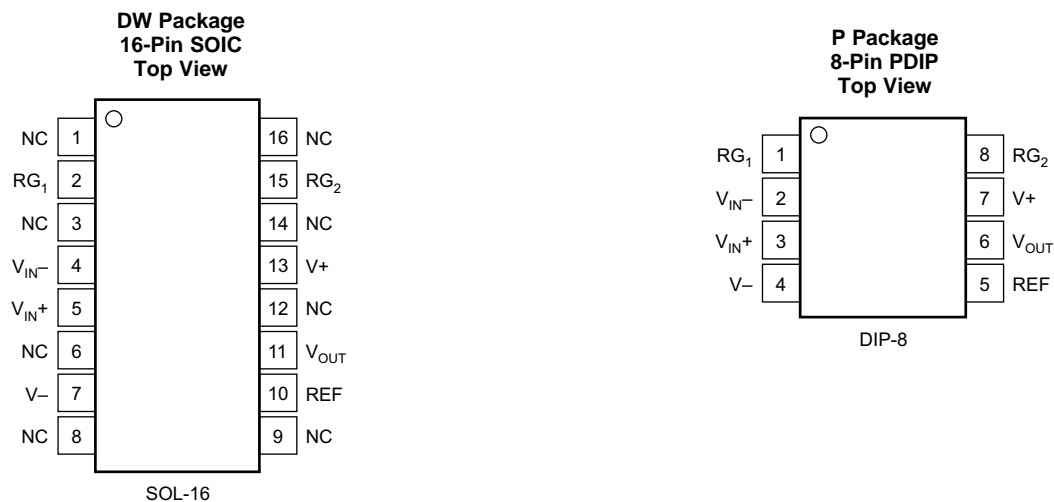 DW Package
16-Pin SOIC
Top View
NC 1 16 NC
RG1 2 15 RG2
NC 3 14 NC
VIN– 4 13 V+
VIN+ 5 12 NC
NC 6 11 VOUT
V– 7 10 REF
NC 8 9 NC
SOL-16
P Package
8-Pin PDIP
Top View
RG1 1 8 RG2
VIN– 2 7 V+
VIN+ 3 6 VOUT
V– 4 5 REF
DIP-8